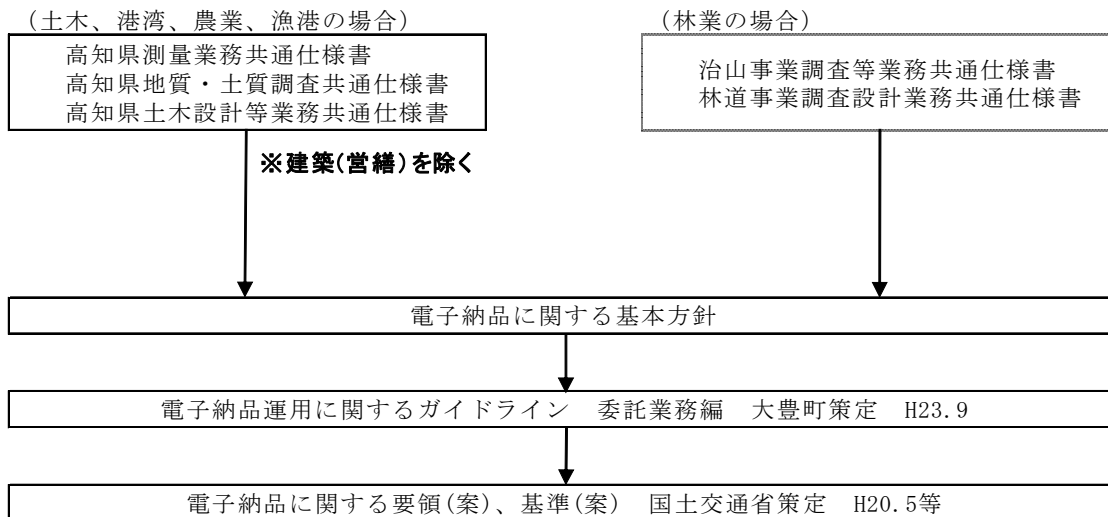 （土木、港湾、農業、漁港の場合）
高知県測量業務共通仕様書
高知県地質・土質調査共通仕様書
高知県土木設計等業務共通仕様書
（林業の場合）
治山事業調査等業務共通仕様書
林道事業調査設計業務共通仕様書
※建築(営繕)を除く
電子納品に関する基本方針
電子納品運用に関するガイドライン　委託業務編　大豊町策定　H23.9
電子納品に関する要領(案)、基準(案)　国土交通省策定　H20.5等